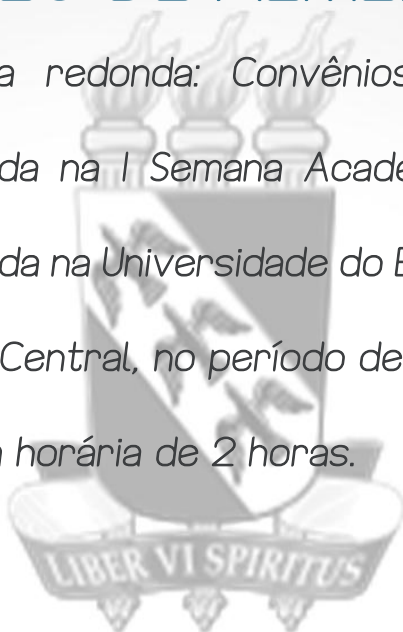 a redonda: Convênios
da na I Semana Acade
da na Universidade do E
Central, no período de
a horária de 2 horas.
LIBER VI SPIRITUS